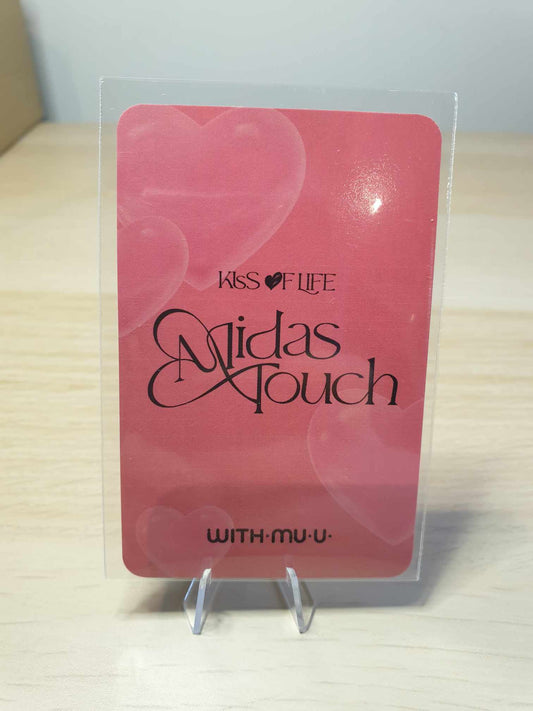 KISS OF LIFE
Midas
Touch
WITH·MU·U·